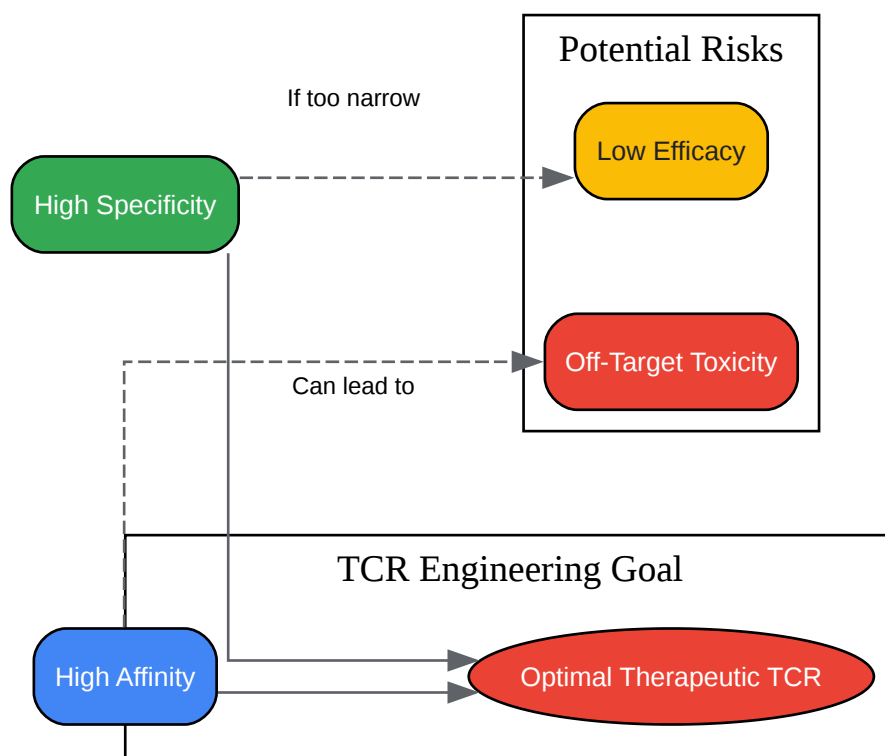 Potential Risks
If too narrow
Low Efficacy
High Specificity
Off-Target Toxicity
Can lead to
TCR Engineering Goal
High Affinity
Optimal Therapeutic TCR